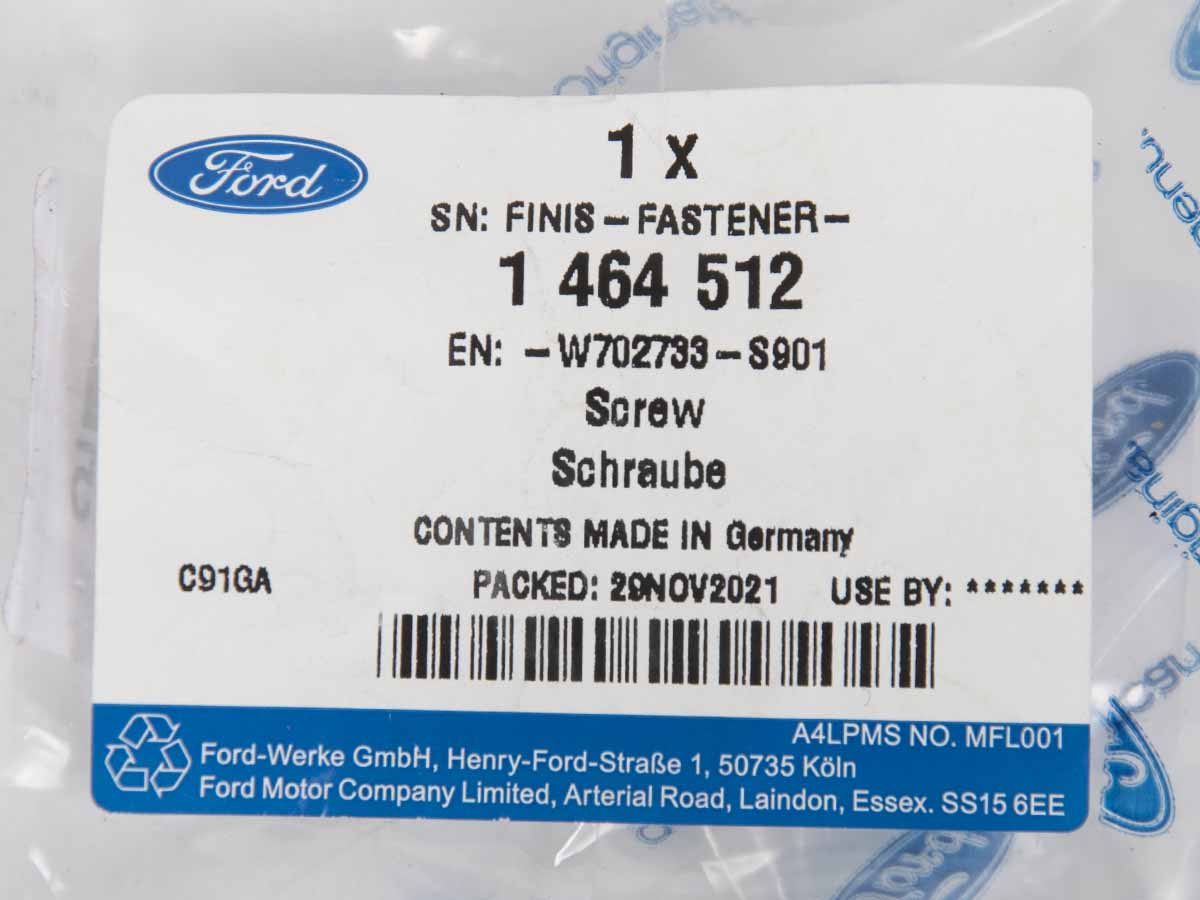 Ford
1 x
SN: FINIS-FASTENER-
1 464 512
EN: -W702733-S901
Screw
Schraube
CONTENTS MADE IN Germany
C91GA PACKED: 29NOV2021 USE BY: *******
A4LPMS NO. MFL001
Ford-Werke GmbH, Henry-Ford-Straße 1, 50735 Köln
Ford Motor Company Limited, Arterial Road, Laindon, Essex. SS15 6EE